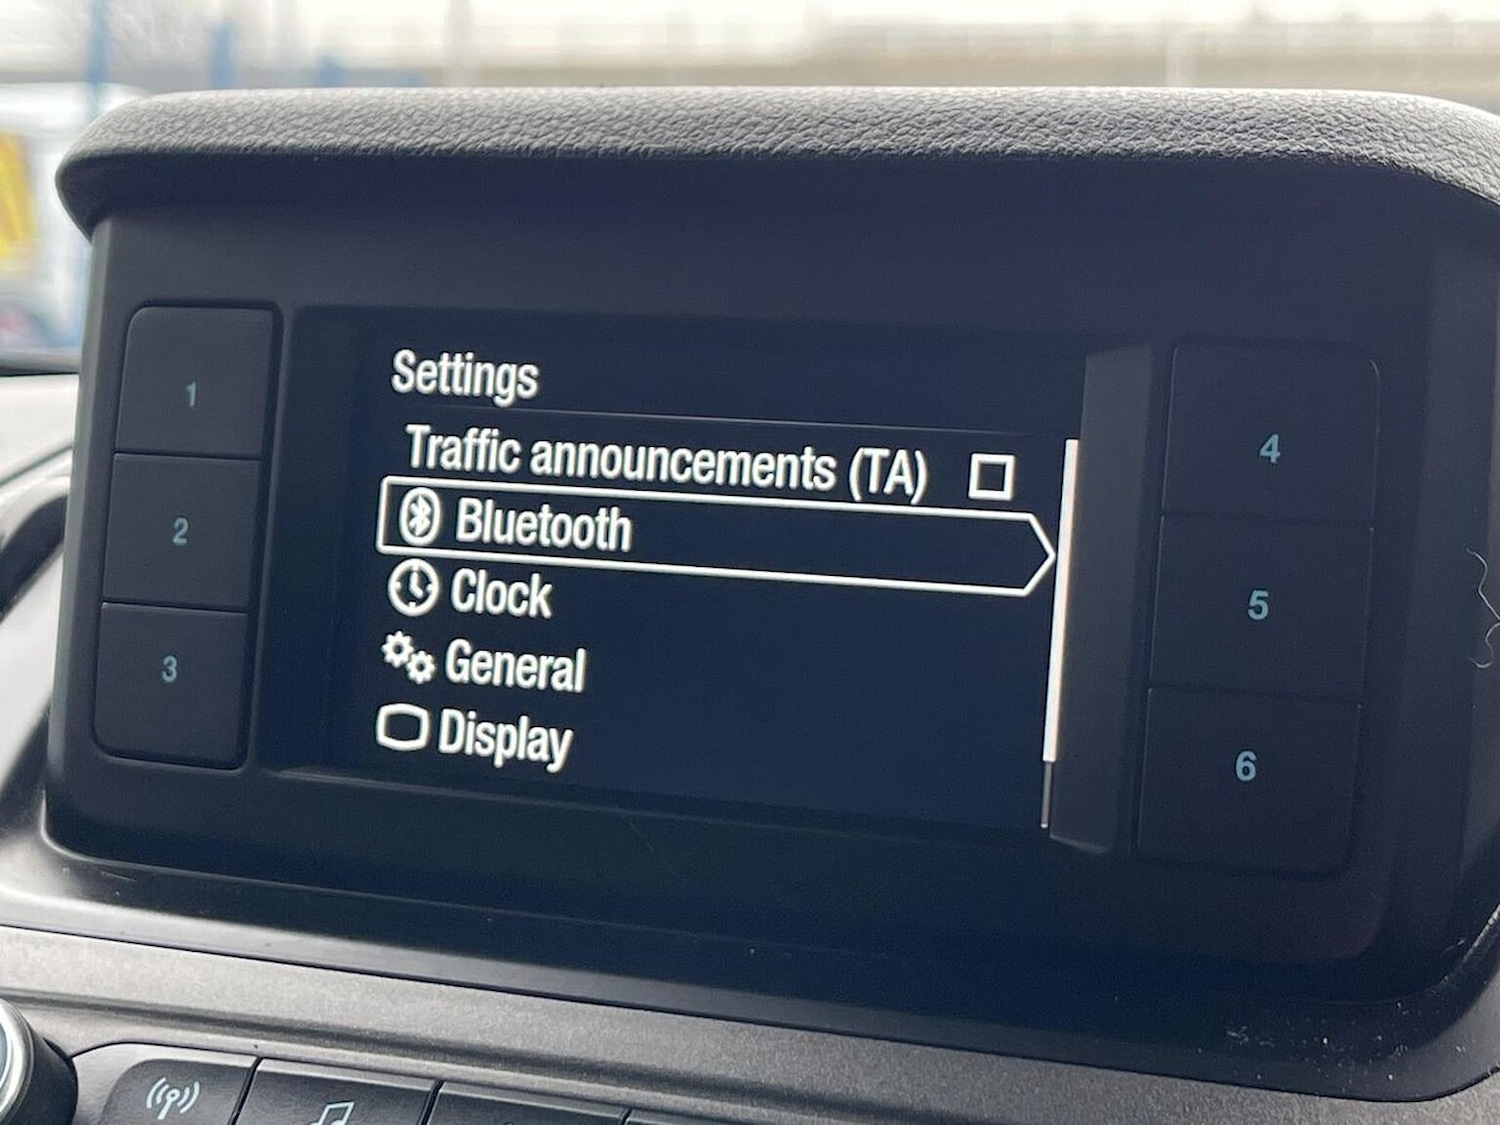 Settings
Traffic announcements (TA)
Bluetooth
Clock
General
Display
1
2
3
4
5
6